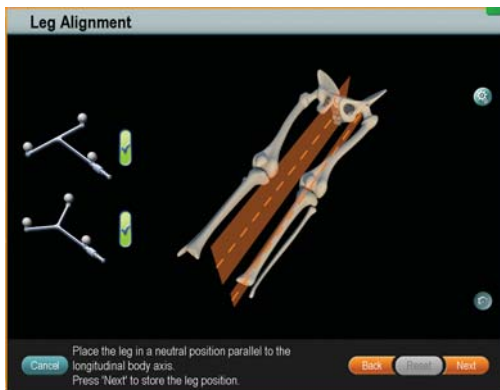 Leg Alignment
Place the leg in a neutral position parallel to the
longitudinal body axis.
Press 'Next' to store the leg position.
Cancel
Back
Reset
Next